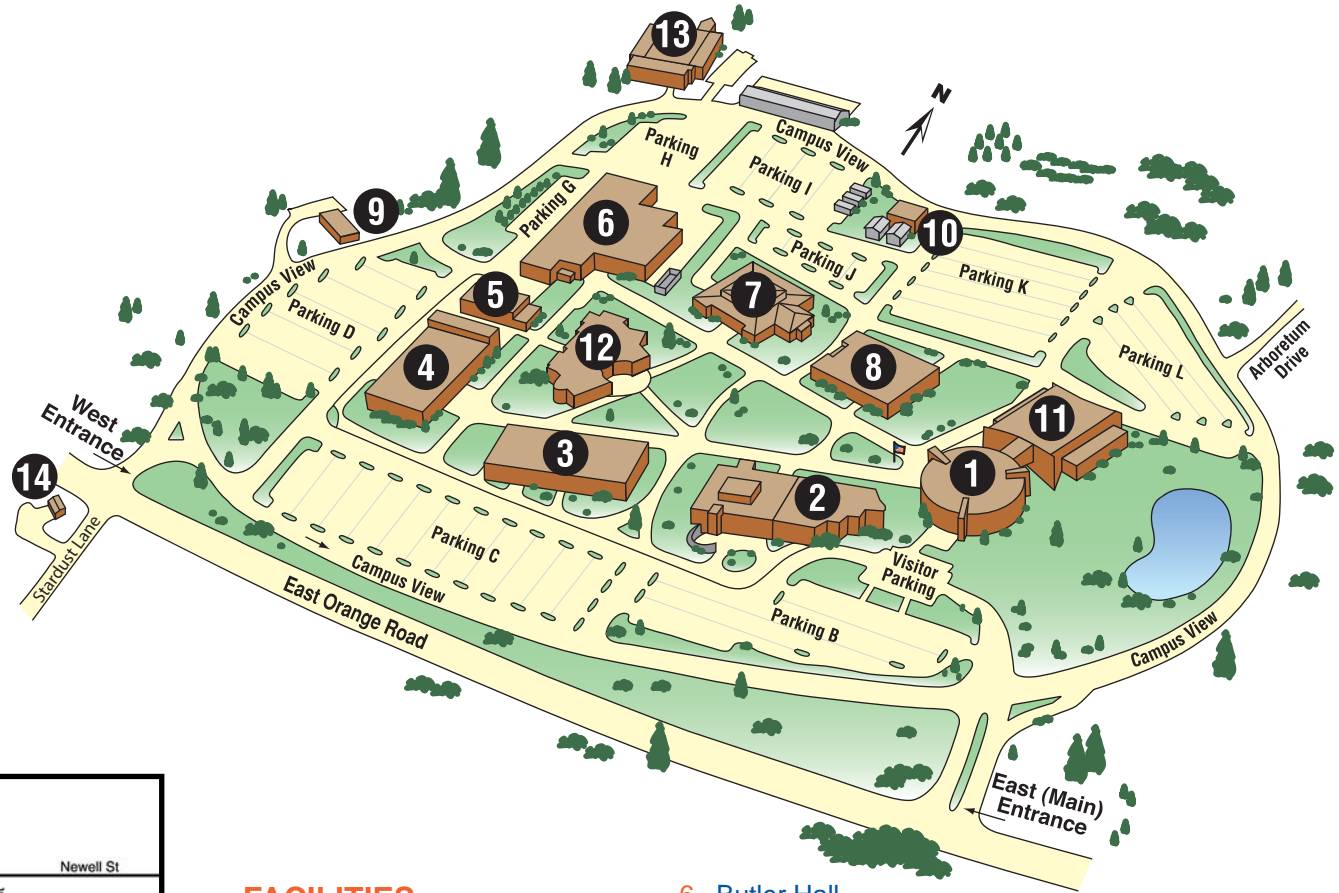 13
N
Campus View
Parking
H
Parking I
Parking G
9
6
10
Parking J
Parking K
Campus View
5
7
Parking D
12
Parking L
Arboretum
Drive
4
8
West
Entrance
11
3
1
14
2
Parking C
Visitor
Parking
Stardust Lane
Campus View
East Orange Road
Parking B
Campus View
East (Main)
Entrance
Newell St
FACILITIES
6 Butler Hall